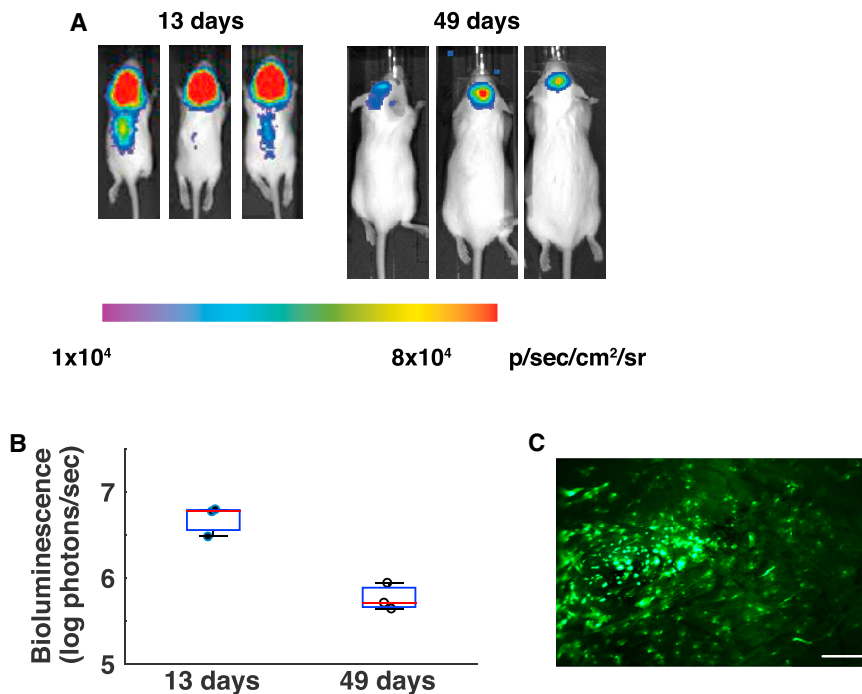 A
13 days
49 days
1x10⁴
8x10⁴
p/sec/cm²/sr
B
Bioluminescence
(log photons/sec)
7
6
5
13 days
49 days
C